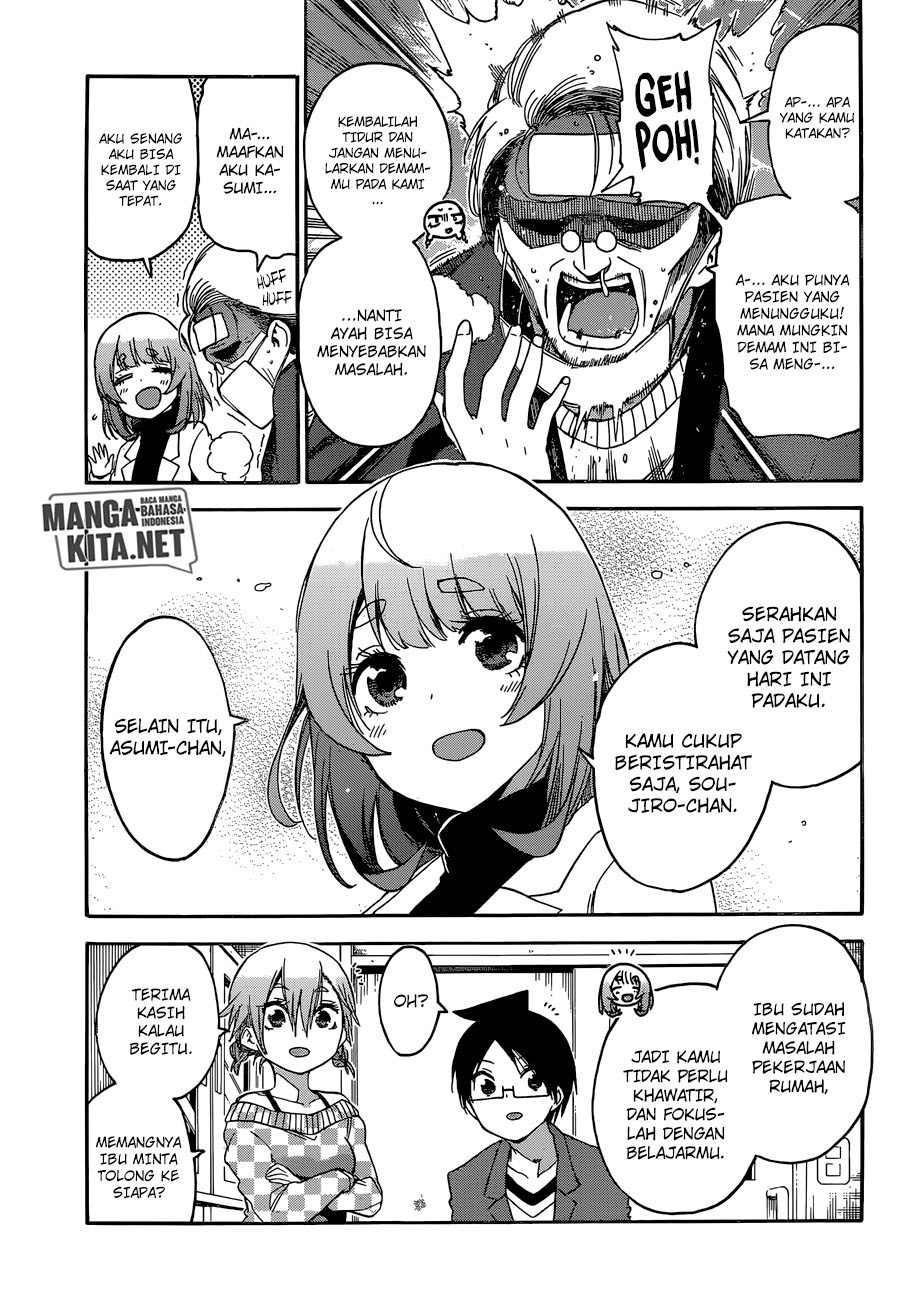 AP-... APA
YANG KAMU
KATAKAN?
GEH
POH!
A-... AKU PUNYA
PASIEN YANG
MENUNGGUKU!
MANA MUNGKIN
DEMAM INI BI-
SA MENG-...
KEMBALILAH
TIDUR DAN
JANGAN MENU-
LARKAN DEMAM-
MU PADA KAMI
...
...NANTI
AYAH BISA
MENYEBABKAN
MASALAH.
MA-...
MAAFKAN
AKU KA-
SUMI...
HUFF
HUFF
AKU SENANG
AKU BISA
KEMBALI DI
SAAT YANG
TEPAT.
MANGA
KITA.NET
BACA MANGA
BAHASA
INDONESIA
SERAHKAN
SAJA PASIEN
YANG DATANG
HARI INI
PADAKU.
KAMU CUKUP
BERISTIRAHAT
SAJA, SOU-
JIRO-CHAN.
SELAIN ITU,
ASUMI-CHAN,
IBU SUDAH
MENGATASI
MASALAH
PEKERJAAN
RUMAH,
JADI KAMU
TIDAK PERLU
KHAWATIR,
DAN FOKUS-
LAH DENGAN
BELAJARMU.
OH?
TERIMA
KASIH
KALAU
BEGITU.
MEMANGNYA
IBU MINTA
TOLONG KE
SIAPA?